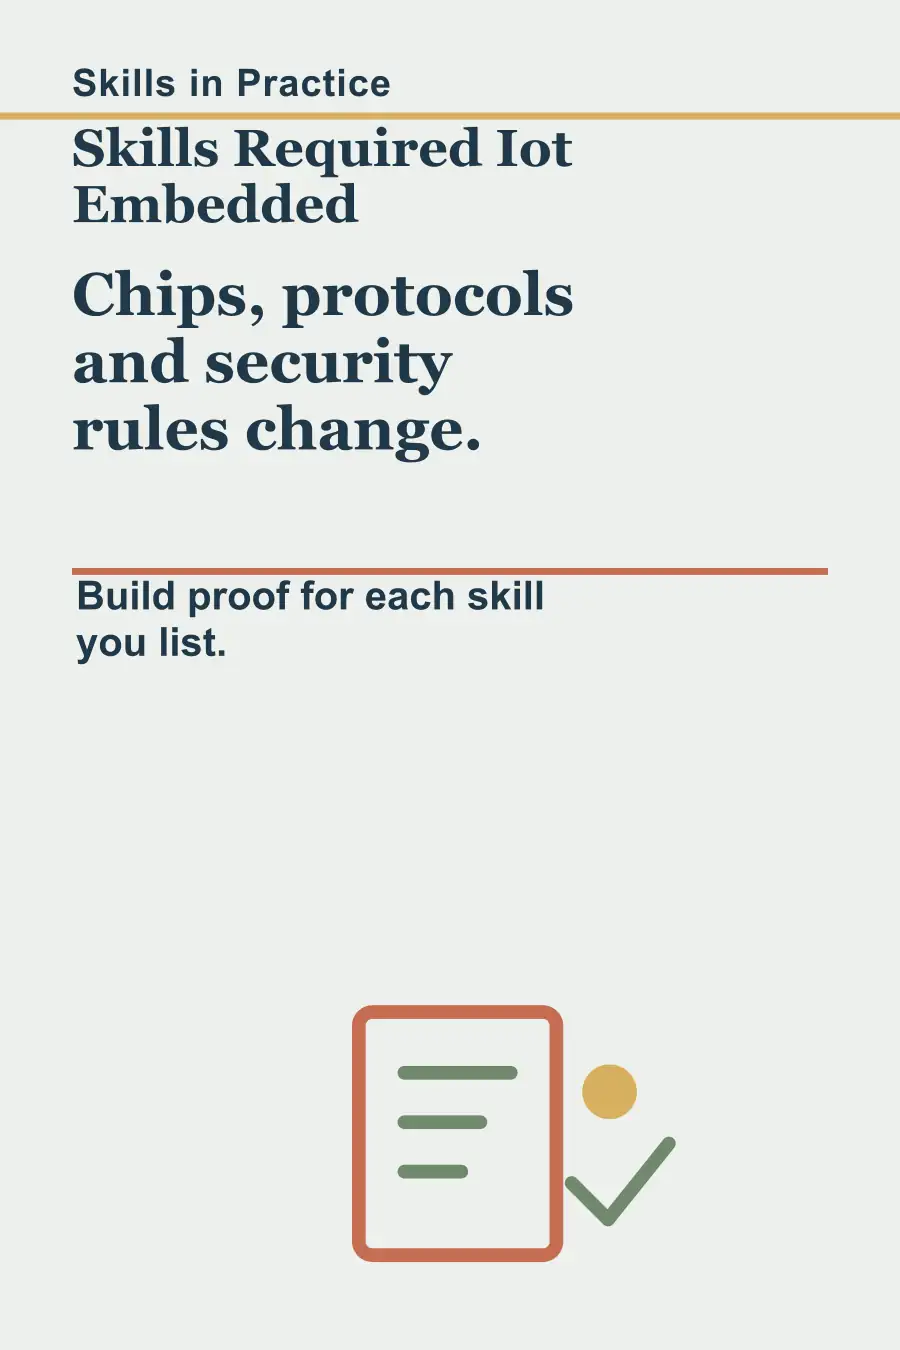 Skills in Practice
Skills Required Iot
Embedded
Chips, protocols
and security
rules change.
Build proof for each skill
you list.